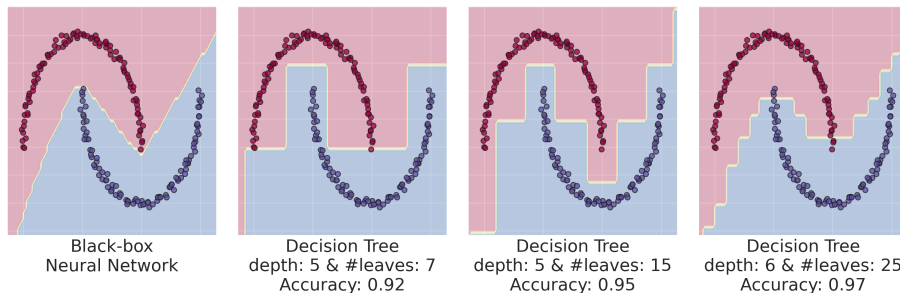 Black-box
Neural Network
Decision Tree
depth: 5 & #leaves: 7
Accuracy: 0.92
Decision Tree
depth: 5 & #leaves: 15
Accuracy: 0.95
Decision Tree
depth: 6 & #leaves: 25
Accuracy: 0.97